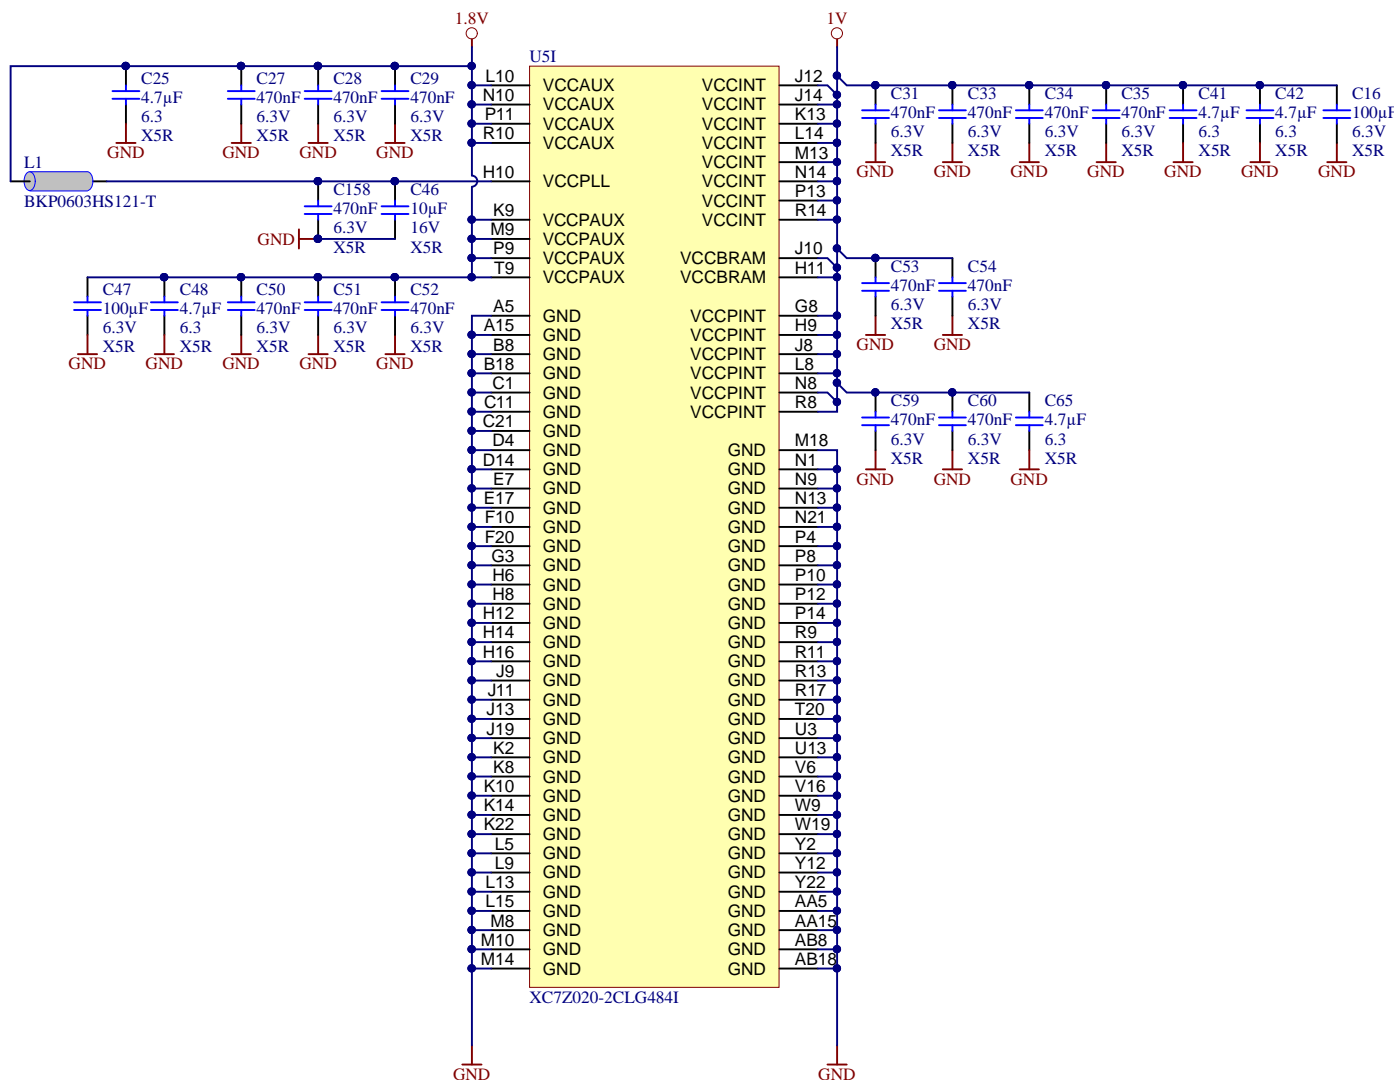 1.8V
1V
U5I
C25
4.7µF
6.3
X5R
GND
C27
470nF
6.3V
X5R
GND
C28
470nF
6.3V
X5R
GND
C29
470nF
6.3V
X5R
GND
L1
BKP0603HS121-T
C158
470nF
6.3V
X5R
C46
10µF
16V
X5R
GND
C47
100µF
6.3V
X5R
GND
C48
4.7µF
6.3
X5R
GND
C50
470nF
6.3V
X5R
GND
C51
470nF
6.3V
X5R
GND
C52
470nF
6.3V
X5R
GND
L10 VCCAUX
N10 VCCAUX
P11 VCCAUX
R10 VCCAUX
H10 VCCPLL
K9 VCCPAUX
M9 VCCPAUX
P9 VCCPAUX
T9 VCCPAUX
A5 GND
A15 GND
B8 GND
B18 GND
C1 GND
C11 GND
C21 GND
D4 GND
D14 GND
E7 GND
E17 GND
F10 GND
F20 GND
G3 GND
H6 GND
H8 GND
H12 GND
H14 GND
H16 GND
J9 GND
J11 GND
J13 GND
J19 GND
K2 GND
K8 GND
K10 GND
K14 GND
K22 GND
L5 GND
L9 GND
L13 GND
L15 GND
M8 GND
M10 GND
M14 GND
VCCINT J12
VCCINT J14
VCCINT K13
VCCINT L14
VCCINT M13
VCCINT N14
VCCINT P13
VCCINT R14
VCCBRAM J10
VCCBRAM H11
VCCPINT G8
VCCPINT H9
VCCPINT J8
VCCPINT L8
VCCPINT N8
VCCPINT R8
GND M18
GND N1
GND N9
GND N13
GND N21
GND P4
GND P8
GND P10
GND P12
GND P14
GND R9
GND R11
GND R13
GND R17
GND T20
GND U3
GND U13
GND V6
GND V16
GND W9
GND W19
GND Y2
GND Y12
GND Y22
GND AA5
GND AA15
GND AB8
GND AB18
C31
470nF
6.3V
X5R
GND
C33
470nF
6.3V
X5R
GND
C34
470nF
6.3V
X5R
GND
C35
470nF
6.3V
X5R
GND
C41
4.7µF
6.3
X5R
GND
C42
4.7µF
6.3
X5R
GND
C16
100µF
6.3V
X5R
GND
C53
470nF
6.3V
X5R
GND
C54
470nF
6.3V
X5R
GND
C59
470nF
6.3V
X5R
GND
C60
470nF
6.3V
X5R
GND
C65
4.7µF
6.3
X5R
GND
XC7Z020-2CLG484I
GND
GND